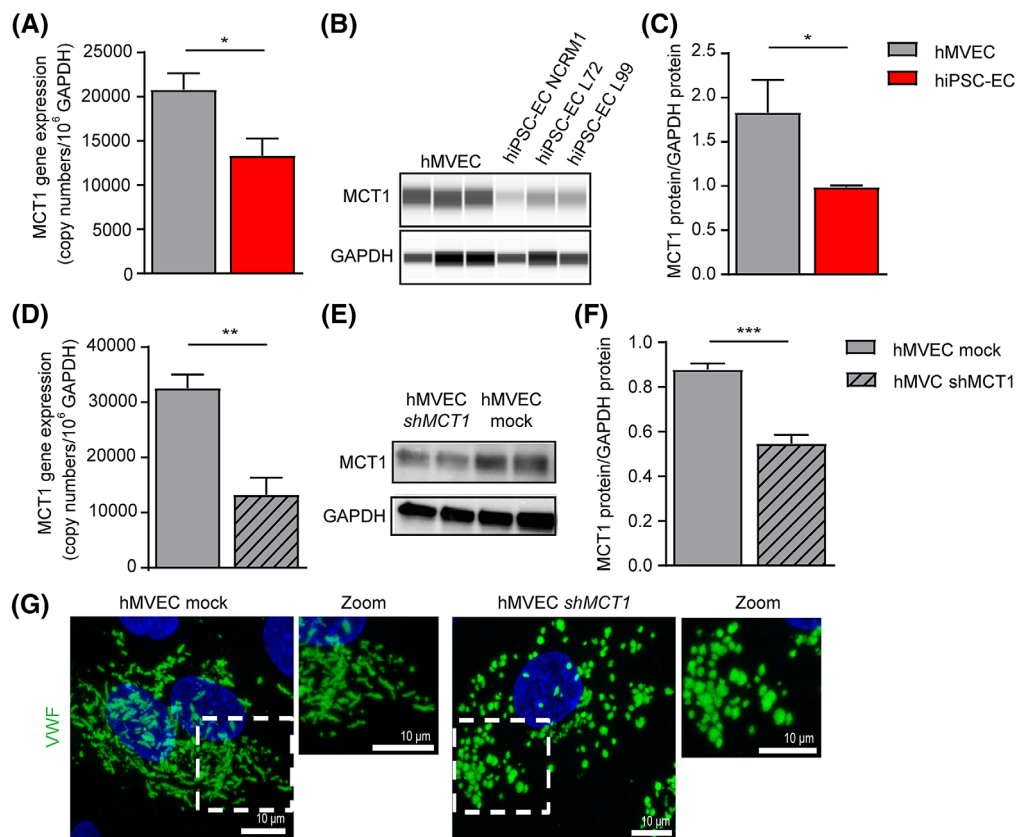 (A)
MCT1 gene expression
(copy numbers/10⁶ GAPDH)
25000
20000
15000
10000
5000
0
*
(B)
hMVEC
hiPSC-EC NCRM1
hiPSC-EC L72
hiPSC-EC L99
MCT1
GAPDH
(C)
MCT1 protein/GAPDH protein
2.5
2.0
1.5
1.0
0.5
0.0
*
hMVEC
hiPSC-EC
(D)
MCT1 gene expression
(copy numbers/10⁶ GAPDH)
40000
30000
20000
10000
0
**
(E)
hMVEC
shMCT1
hMVEC
mock
MCT1
GAPDH
(F)
MCT1 protein/GAPDH protein
1.0
0.8
0.6
0.4
0.2
0.0
***
hMVEC mock
hMVC shMCT1
(G)
hMVEC mock
Zoom
hMVEC shMCT1
Zoom
VWF
10 µm
10 µm
10 µm
10 µm